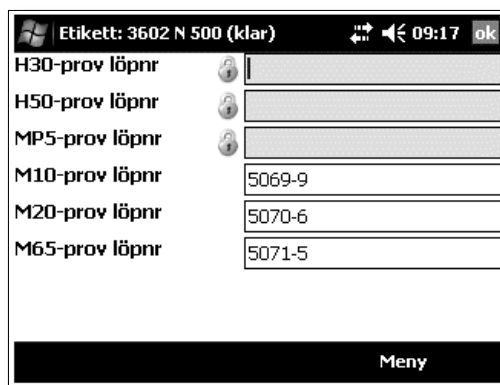 Etikett: 3602 N 500 (klar) 09:17 ok
H30-prov löpnr
H50-prov löpnr
MP5-prov löpnr
M10-prov löpnr 5069-9
M20-prov löpnr 5070-6
M65-prov löpnr 5071-5
Meny